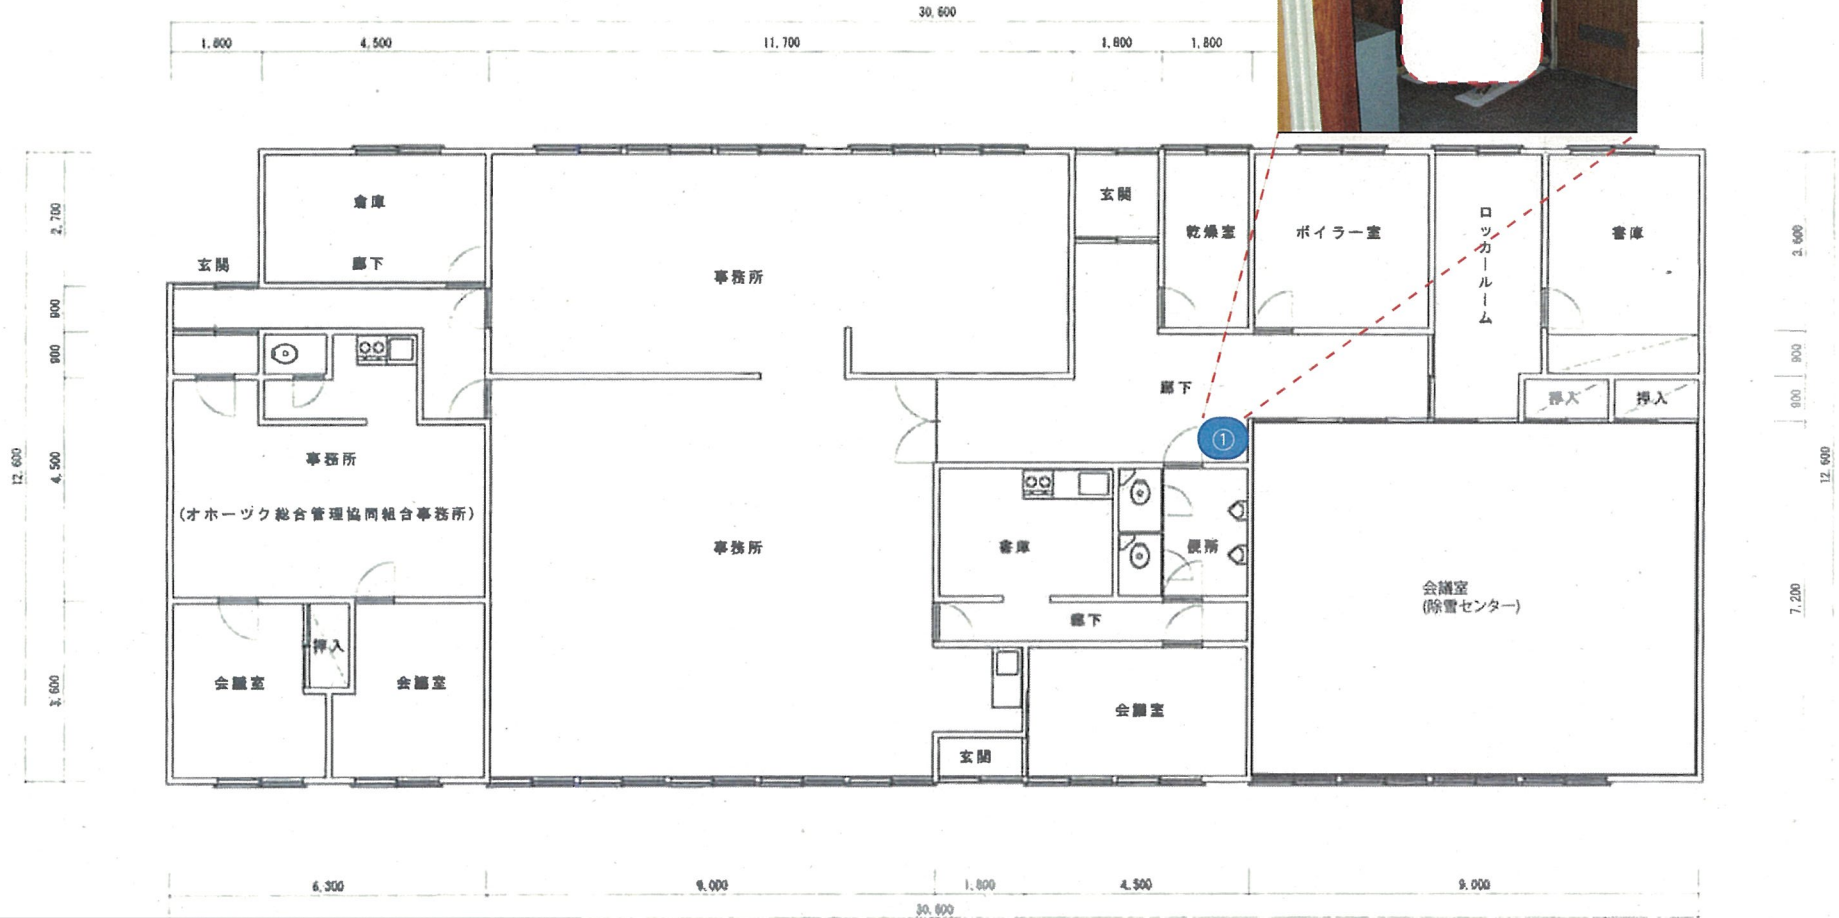 30,600
1,800
4,500
11,700
1,800
1,800
倉庫
玄関
廊下
事務所
玄関
乾燥室
ボイラー室
ロッカールーム
書庫
2,700
900
900
4,500
3,600
12,600
3,600
900
900
7,200
12,600
廊下
押入
押入
①
事務所
(オホーツク総合管理協同組合事務所)
事務所
書庫
便所
会議室
(除雪センター)
廊下
会議室
押入
会議室
会議室
玄関
6,300
9,000
1,800
4,500
9,000
30,600